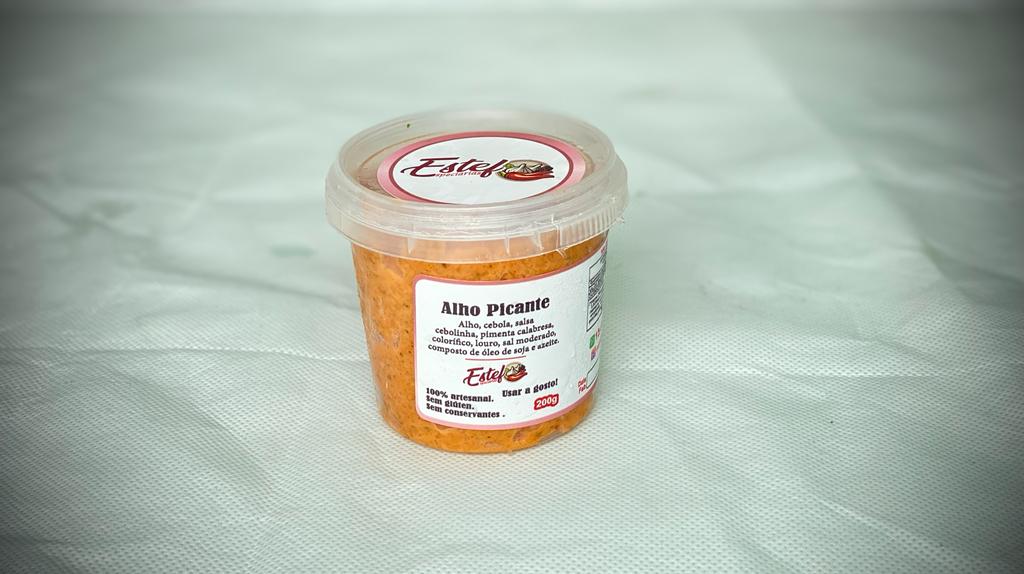 Estef
speciarias
Alho Picante
Alho, cebola, salsa
cebolinha, pimenta calabresa,
colorífico, louro, sal moderado,
composto de óleo de soja e azeite.
Estef
100% artesanal.
Sem glúten.
Sem conservantes .
Usar a gosto!
200g